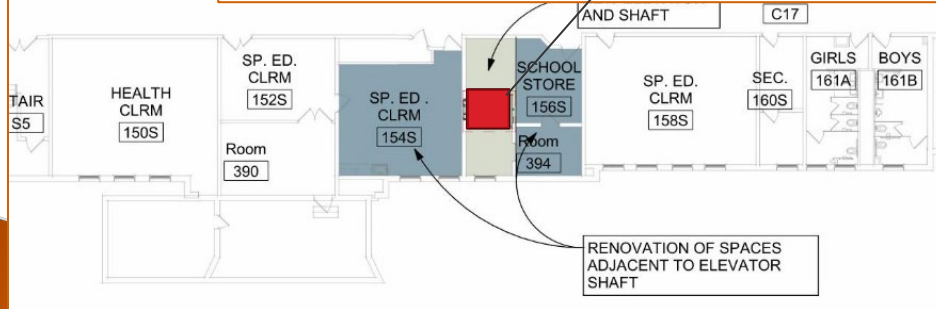 AND SHAFT
C17
HEALTH
CLRM
150S
SP. ED.
CLRM
152S
Room
390
SP. ED .
CLRM
154S
SCHOOL
STORE
156S
Room
394
SP. ED.
CLRM
158S
SEC.
160S
GIRLS
161A
BOYS
161B
TAIR
S5
RENOVATION OF SPACES
ADJACENT TO ELEVATOR
SHAFT